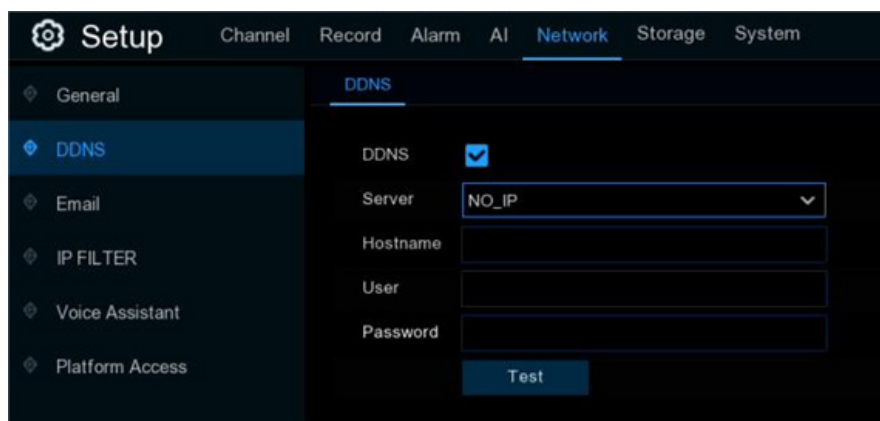 Setup Channel Record Alarm AI Network Storage System
General
DDNS
Email
IP FILTER
Voice Assistant
Platform Access
DDNS
DDNS
Server NO_IP
Hostname
User
Password
Test